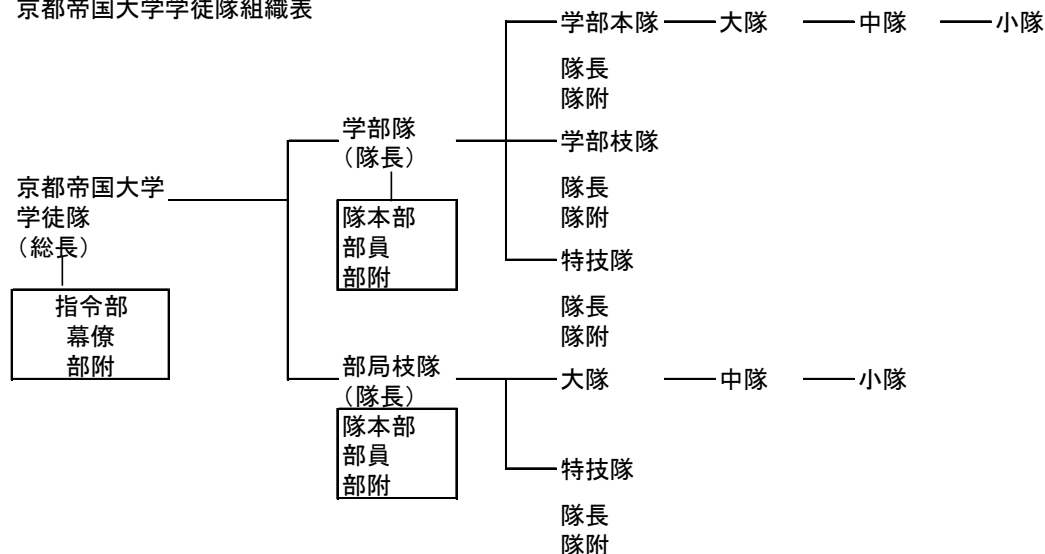 京都帝国大学学徒隊組織表
学部本隊 大隊 中隊 小隊
隊長
隊附
学部隊
(隊長)
学部枝隊
隊長
隊附
京都帝国大学
学徒隊
(総長)
隊本部
部員
部附
特技隊
隊長
隊附
指令部
幕僚
部附
部局枝隊
(隊長)
大隊 中隊 小隊
隊本部
部員
部附
特技隊
隊長
隊附